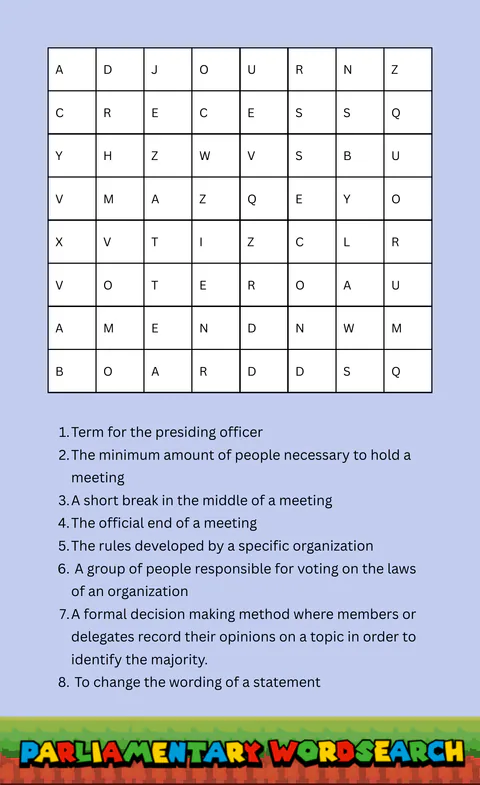 A D J O U R N Z
C R E C E S S Q
Y H Z W V S B U
V M A Z Q E Y O
X V T I Z C L R
V O T E R O A U
A M E N D N W M
B O A R D D S Q
1. Term for the presiding officer
2. The minimum amount of people necessary to hold a
meeting
3. A short break in the middle of a meeting
4. The official end of a meeting
5. The rules developed by a specific organization
6. A group of people responsible for voting on the laws
of an organization
7. A formal decision making method where members or
delegates record their opinions on a topic in order to
identify the majority.
8. To change the wording of a statement
PARLIAMENTARY WORDSEARCH